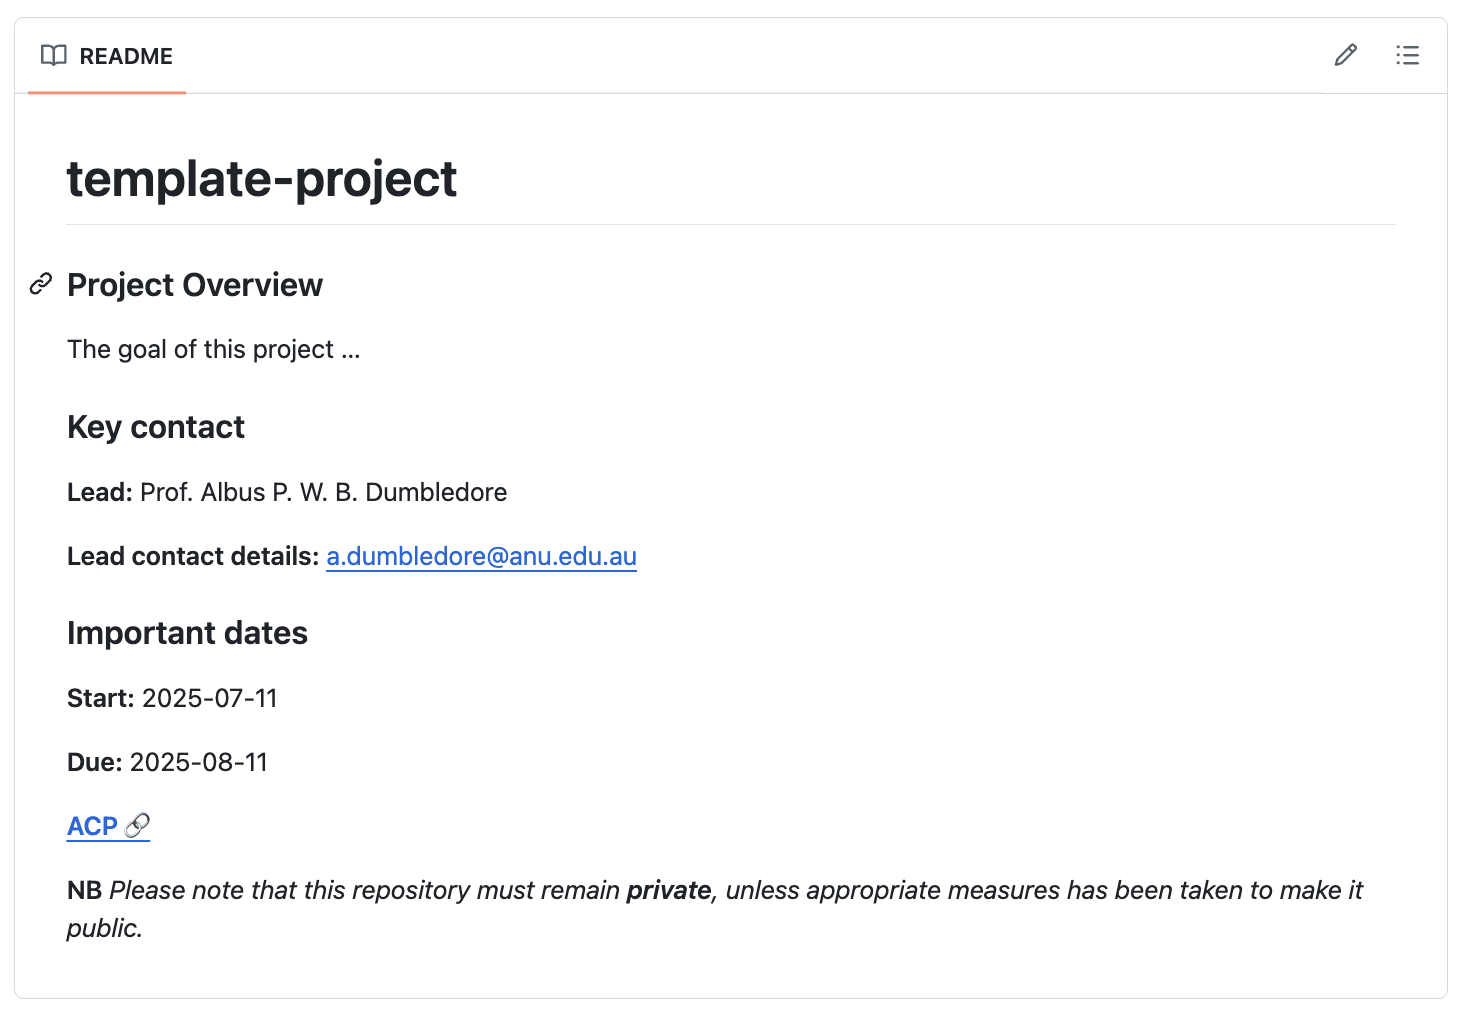 README
template-project
Project Overview
The goal of this project ...
Key contact
Lead: Prof. Albus P. W. B. Dumbledore
Lead contact details: a.dumbledore@anu.edu.au
Important dates
Start: 2025-07-11
Due: 2025-08-11
ACP 🔗
NB Please note that this repository must remain private, unless appropriate measures has been taken to make it
public.